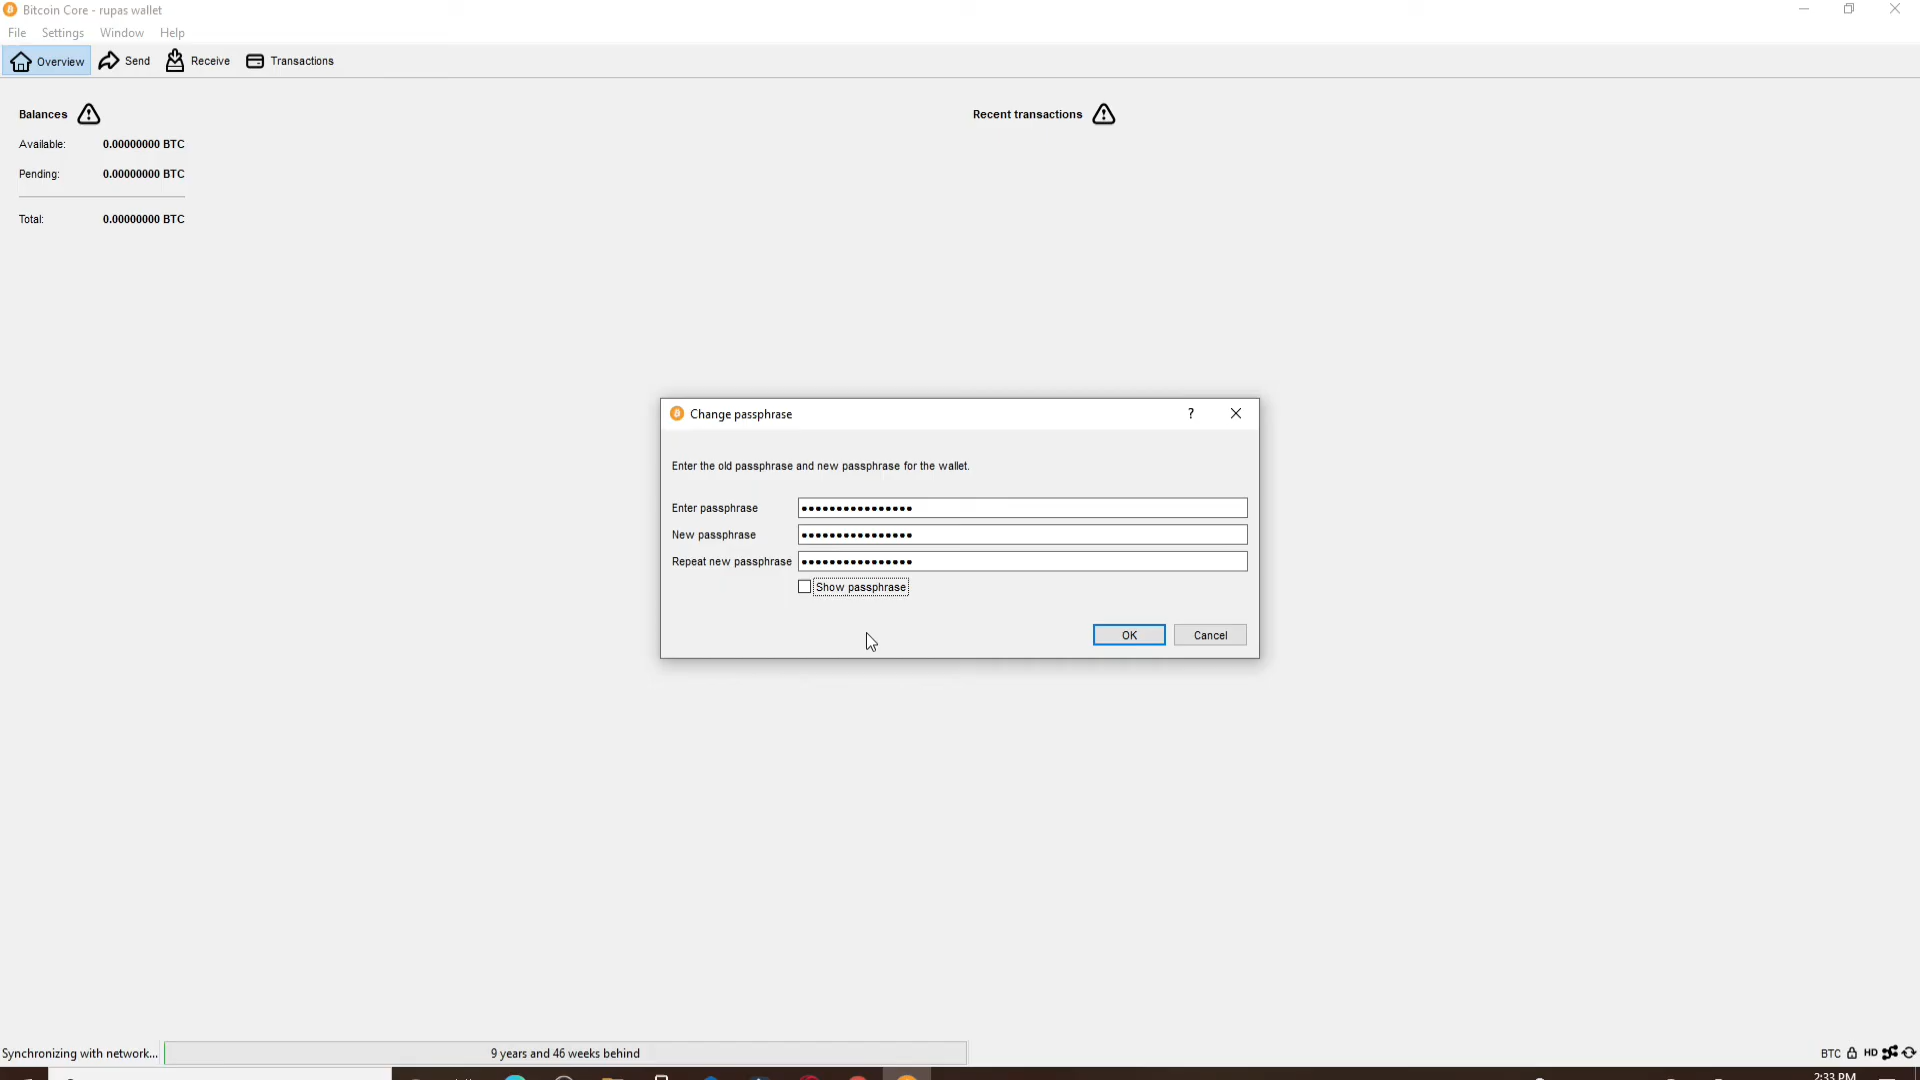 Bitcoin Core - rupas wallet
File Settings Window Help
Overview Send Receive Transactions
Balances
Recent transactions
Available: 0.00000000 BTC
Pending: 0.00000000 BTC
Total: 0.00000000 BTC
Change passphrase
?
Enter the old passphrase and new passphrase for the wallet.
Enter passphrase ••••••••••••••••
New passphrase ••••••••••••••••
Repeat new passphrase ••••••••••••••••
Show passphrase
OK Cancel
Synchronizing with network... 9 years and 46 weeks behind
BTC HD
2:33 PM